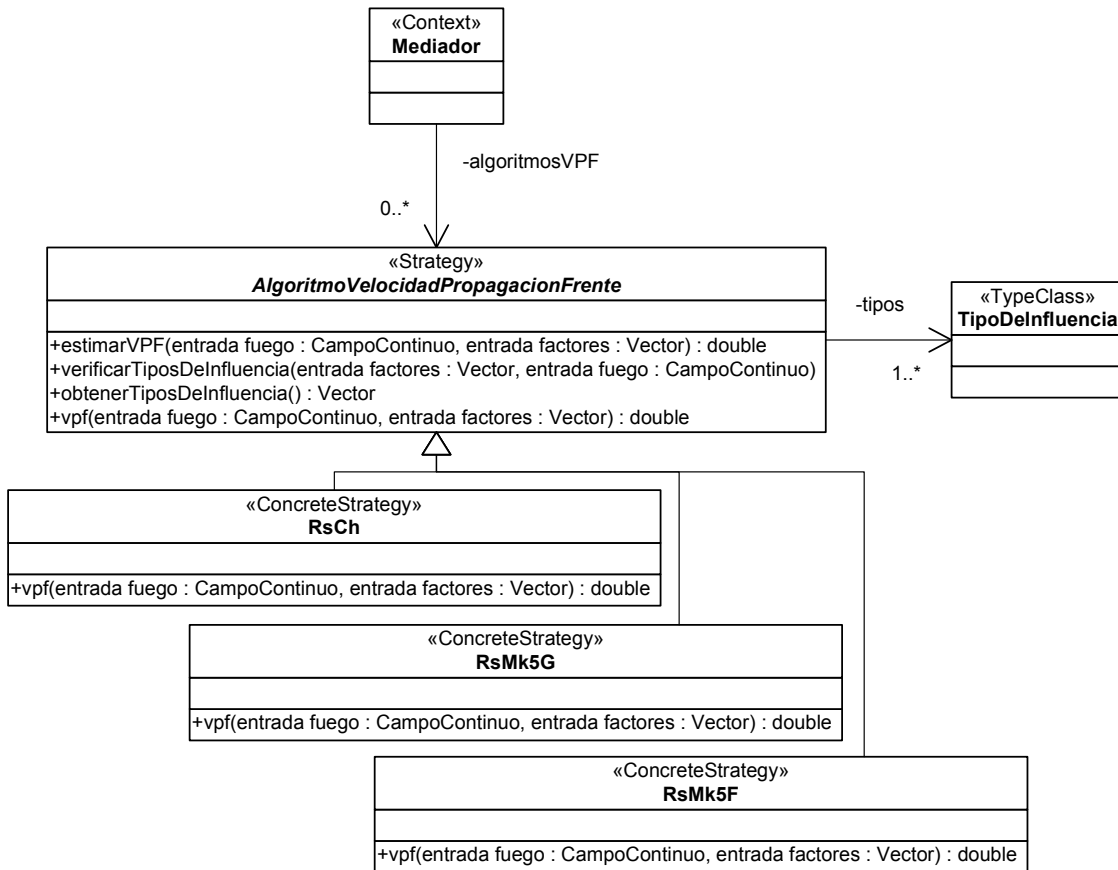 «Context»
Mediador
-algoritmosVPF
0..*
«Strategy»
AlgoritmoVelocidadPropagacionFrente
+estimarVPF(entrada fuego : CampoContinuo, entrada factores : Vector) : double
+verificarTiposDeInfluencia(entrada factores : Vector, entrada fuego : CampoContinuo)
+obtenerTiposDeInfluencia() : Vector
+vpf(entrada fuego : CampoContinuo, entrada factores : Vector) : double
-tipos
1..*
«TypeClass»
TipoDeInfluencia
«ConcreteStrategy»
RsCh
+vpf(entrada fuego : CampoContinuo, entrada factores : Vector) : double
«ConcreteStrategy»
RsMk5G
+vpf(entrada fuego : CampoContinuo, entrada factores : Vector) : double
«ConcreteStrategy»
RsMk5F
+vpf(entrada fuego : CampoContinuo, entrada factores : Vector) : double